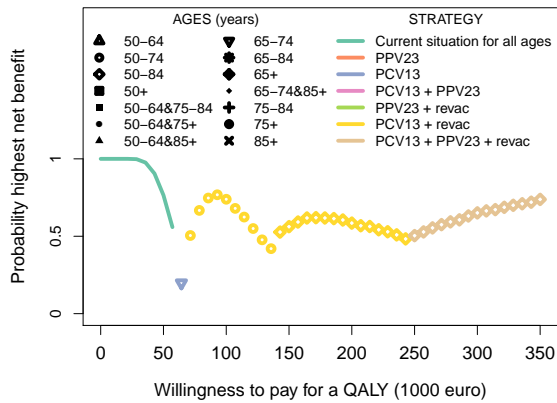 AGES (years) STRATEGY
50−64 65−74 Current situation for all ages
50−74 65−84 PPV23
50−84 65+ PCV13
50+ 65−74&85+ PCV13 + PPV23
50−64&75−84 75−84 PPV23 + revac
50−64&75+ 75+ PCV13 + revac
50−64&85+ 85+ PCV13 + PPV23 + revac
Probability highest net benefit
1
0.5
0
0 50 100 150 200 250 300 350
Willingness to pay for a QALY (1000 euro)